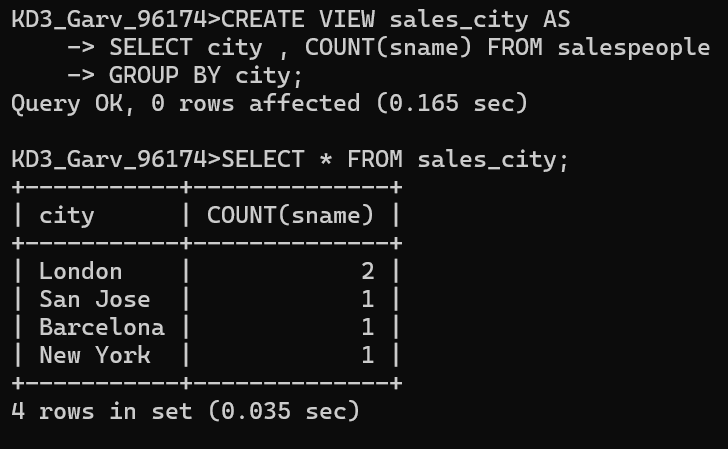 KD3_Garv_96174>CREATE VIEW sales_city AS
    -> SELECT city , COUNT(sname) FROM salespeople
    -> GROUP BY city;
Query OK, 0 rows affected (0.165 sec)

KD3_Garv_96174>SELECT * FROM sales_city;
+-----------+--------------+
| city      | COUNT(sname) |
+-----------+--------------+
| London    |            2 |
| San Jose  |            1 |
| Barcelona |            1 |
| New York  |            1 |
+-----------+--------------+
4 rows in set (0.035 sec)